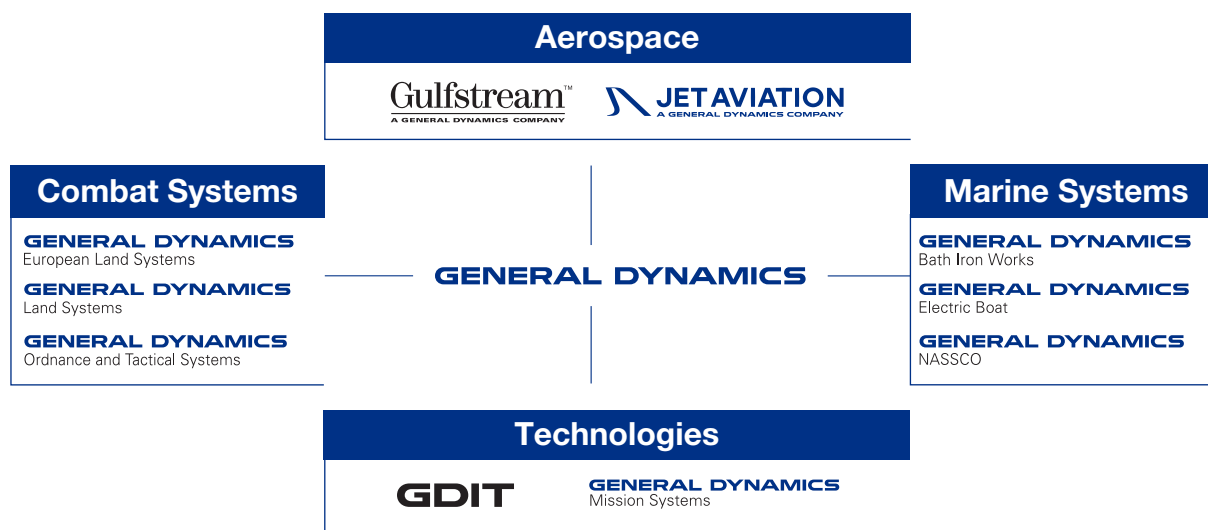 Aerospace
Gulfstream™
A GENERAL DYNAMICS COMPANY
JET AVIATION
A GENERAL DYNAMICS COMPANY
Combat Systems
GENERAL DYNAMICS
European Land Systems
GENERAL DYNAMICS
Land Systems
GENERAL DYNAMICS
Ordnance and Tactical Systems
GENERAL DYNAMICS
Marine Systems
GENERAL DYNAMICS
Bath Iron Works
GENERAL DYNAMICS
Electric Boat
GENERAL DYNAMICS
NASSCO
Technologies
GDIT
GENERAL DYNAMICS
Mission Systems